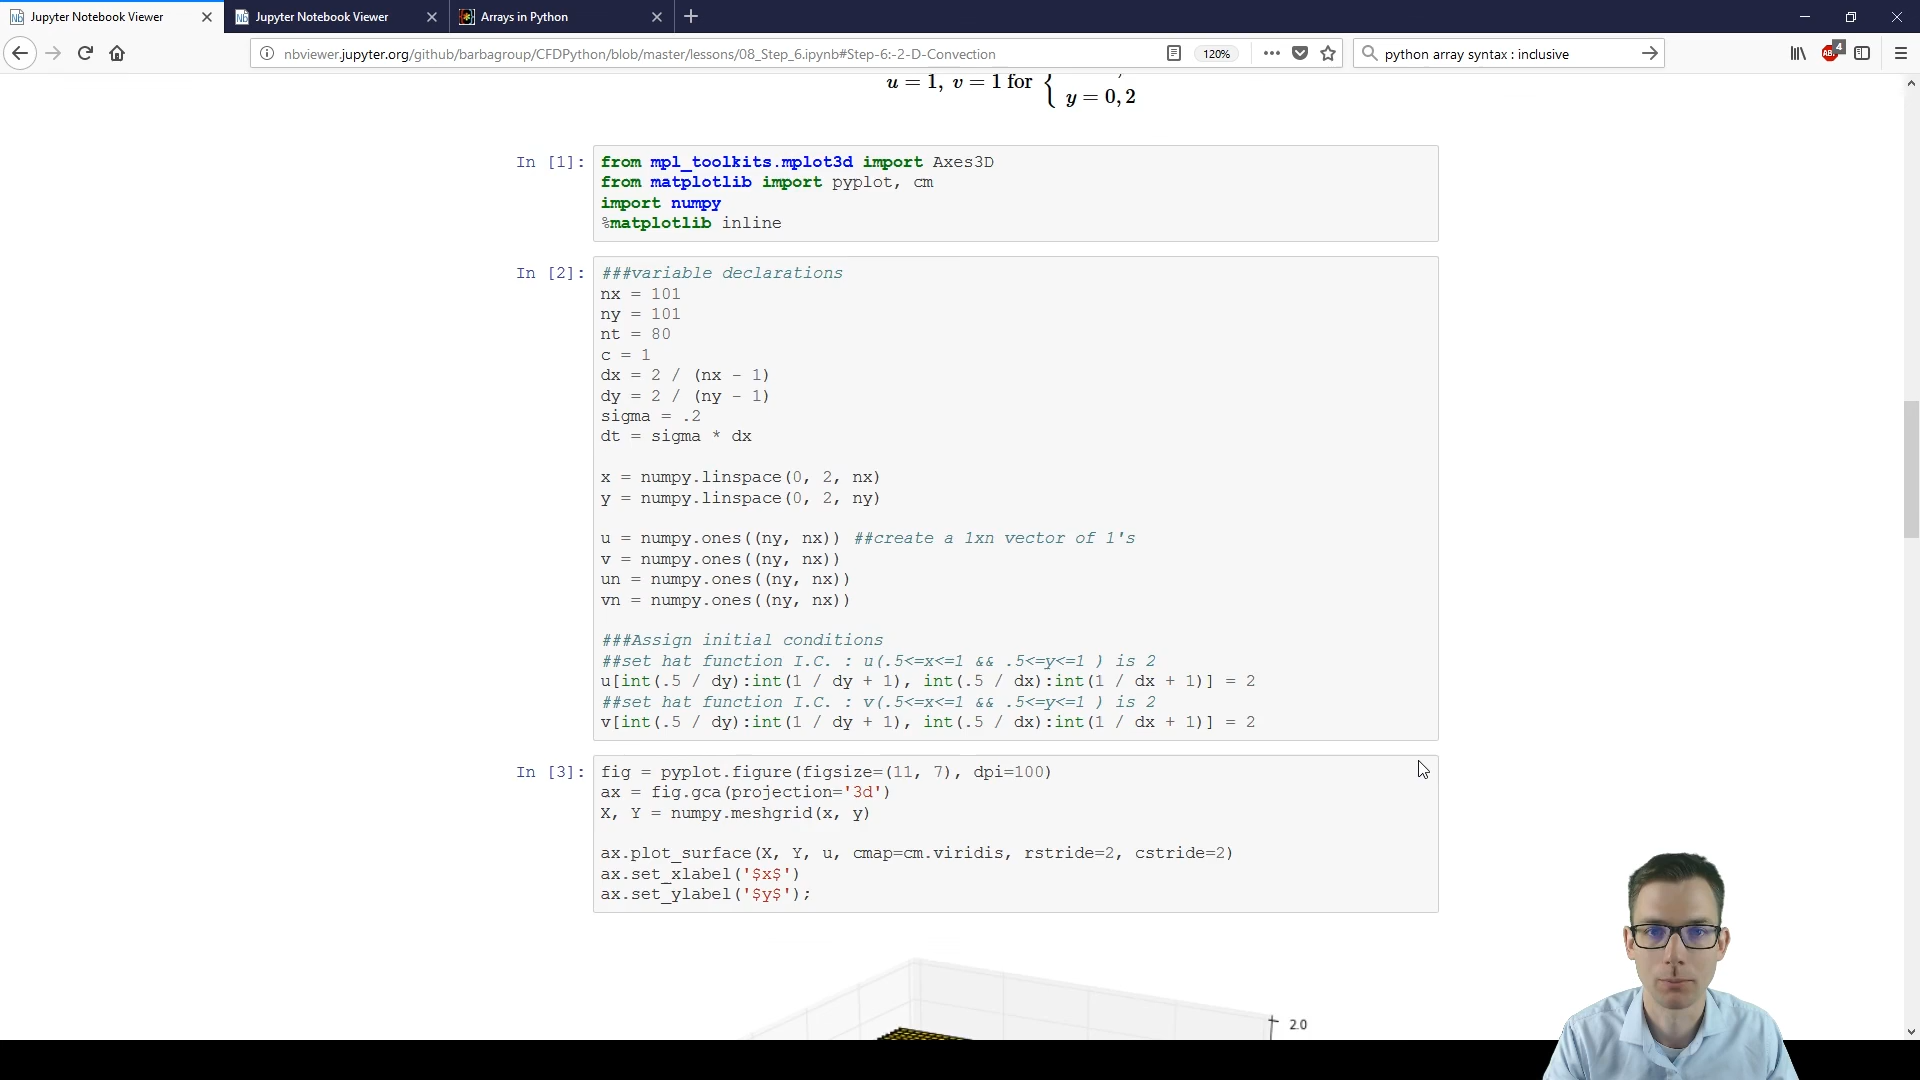 Jupyter Notebook Viewer
Jupyter Notebook Viewer
Arrays in Python
nbviewer.jupyter.org/github/barbagroup/CFDPython/blob/master/lessons/08_Step_6.ipynb#Step-6:-2-D-Convection
120%
python array syntax : inclusive
4
u = 1, v = 1 for {
y = 0, 2
In [1]:
from mpl_toolkits.mplot3d import Axes3D
from matplotlib import pyplot, cm
import numpy
%matplotlib inline
In [2]:
###variable declarations
nx = 101
ny = 101
nt = 80
c = 1
dx = 2 / (nx - 1)
dy = 2 / (ny - 1)
sigma = .2
dt = sigma * dx
x = numpy.linspace(0, 2, nx)
y = numpy.linspace(0, 2, ny)
u = numpy.ones((ny, nx)) ##create a 1xn vector of 1's
v = numpy.ones((ny, nx))
un = numpy.ones((ny, nx))
vn = numpy.ones((ny, nx))
###Assign initial conditions
##set hat function I.C. : u(.5<=x<=1 && .5<=y<=1 ) is 2
u[int(.5 / dy):int(1 / dy + 1), int(.5 / dx):int(1 / dx + 1)] = 2
##set hat function I.C. : v(.5<=x<=1 && .5<=y<=1 ) is 2
v[int(.5 / dy):int(1 / dy + 1), int(.5 / dx):int(1 / dx + 1)] = 2
In [3]:
fig = pyplot.figure(figsize=(11, 7), dpi=100)
ax = fig.gca(projection='3d')
X, Y = numpy.meshgrid(x, y)
ax.plot_surface(X, Y, u, cmap=cm.viridis, rstride=2, cstride=2)
ax.set_xlabel('$x$')
ax.set_ylabel('$y$');
2.0